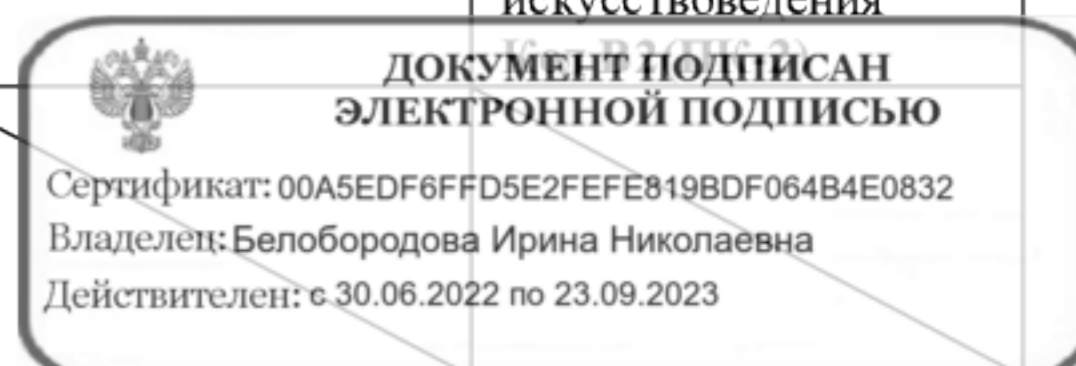 искусствоведения
ДОКУМЕНТ ПОДПИСАН
ЭЛЕКТРОННОЙ ПОДПИСЬЮ
Сертификат: 00A5EDF6FFD5E2FEFE819BDF064B4E0832
Владелец: Белобородова Ирина Николаевна
Действителен: с 30.06.2022 по 23.09.2023